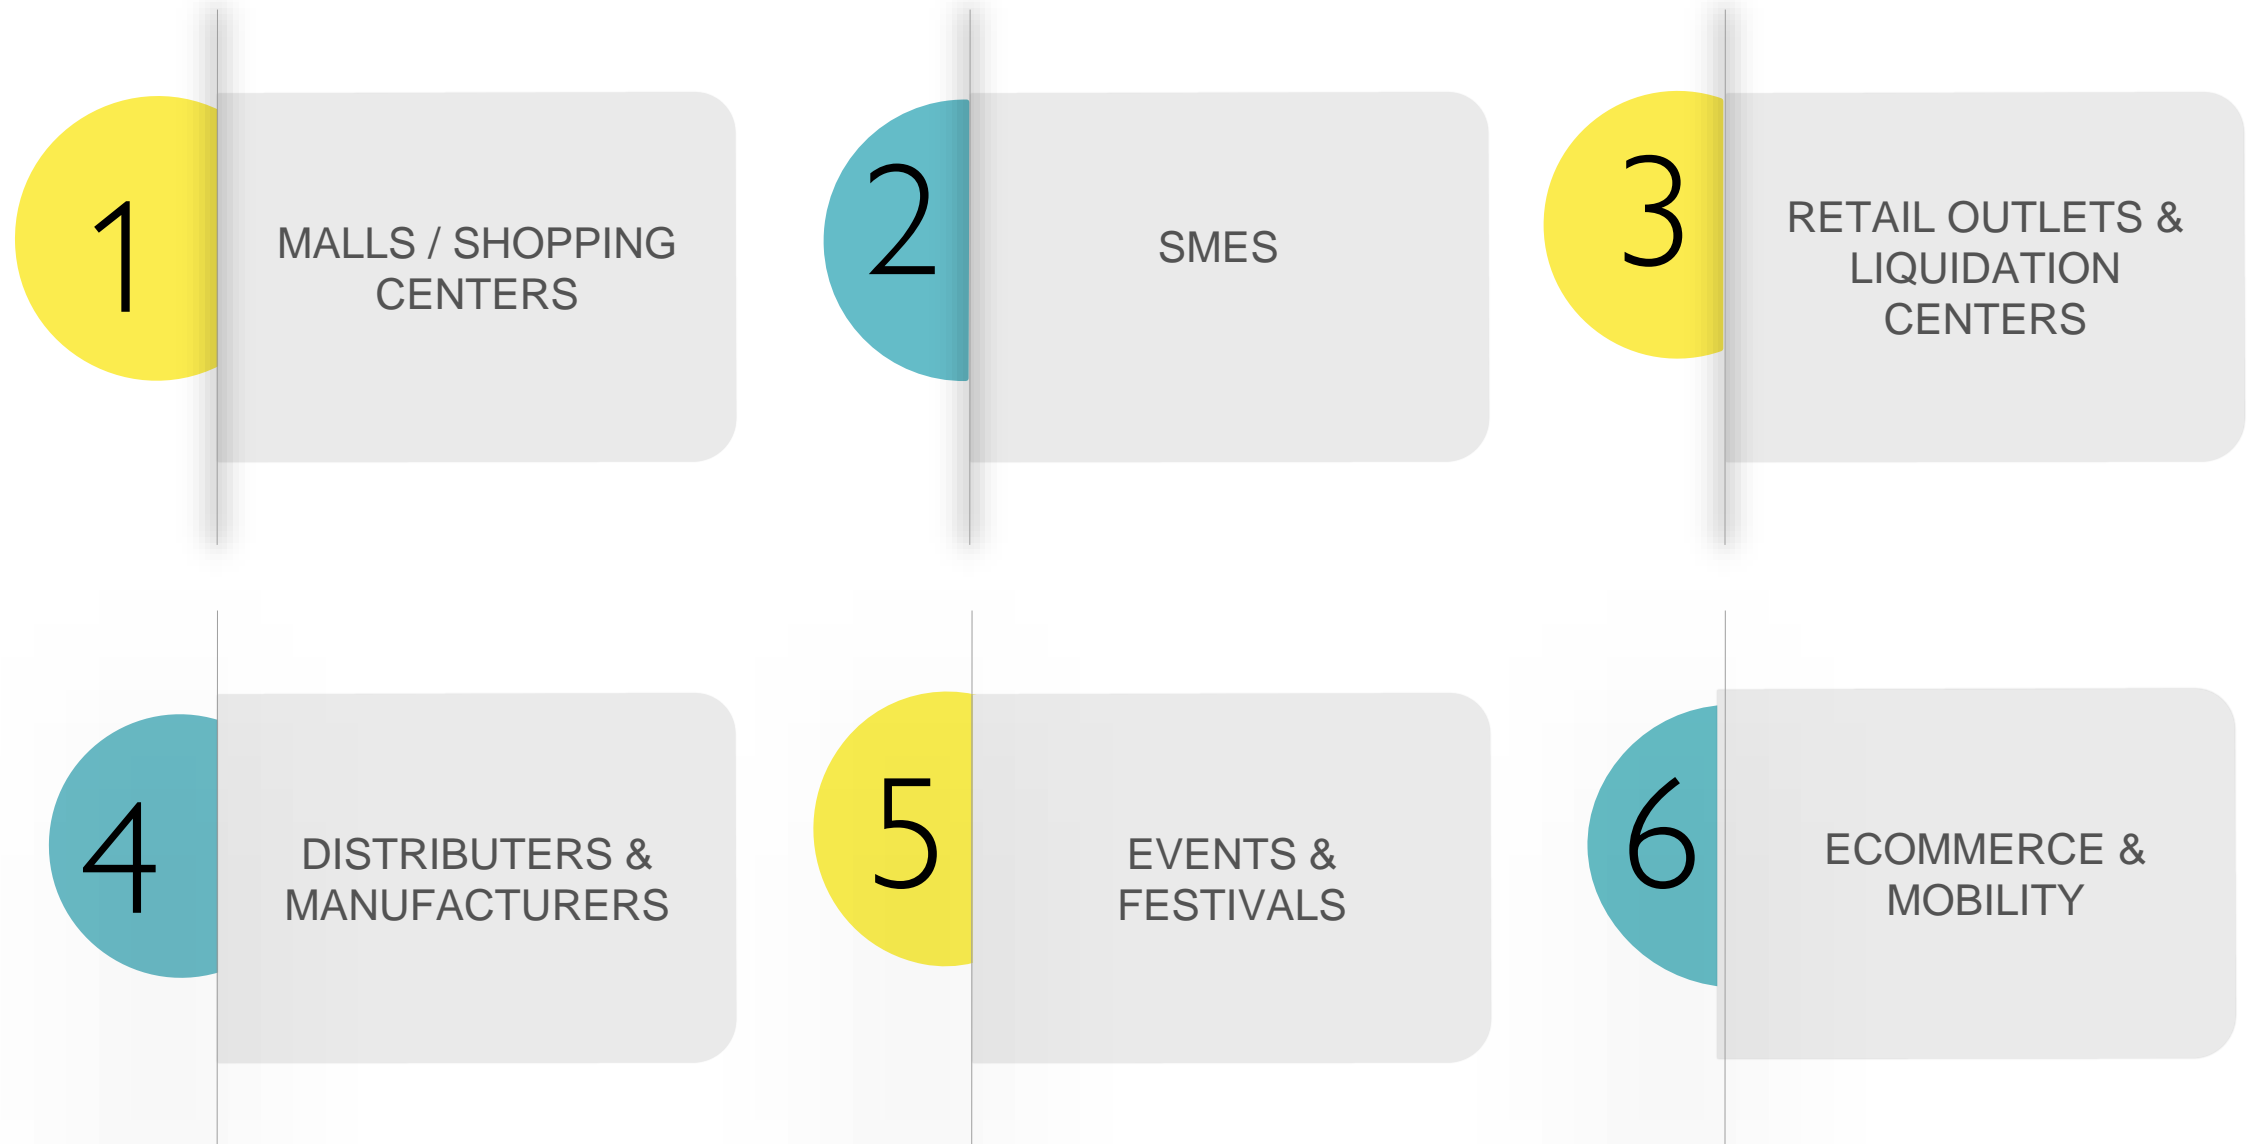 1
MALLS / SHOPPING
CENTERS
2
SMES
3
RETAIL OUTLETS &
LIQUIDATION
CENTERS
4
DISTRIBUTERS &
MANUFACTURERS
5
EVENTS &
FESTIVALS
6
ECOMMERCE &
MOBILITY